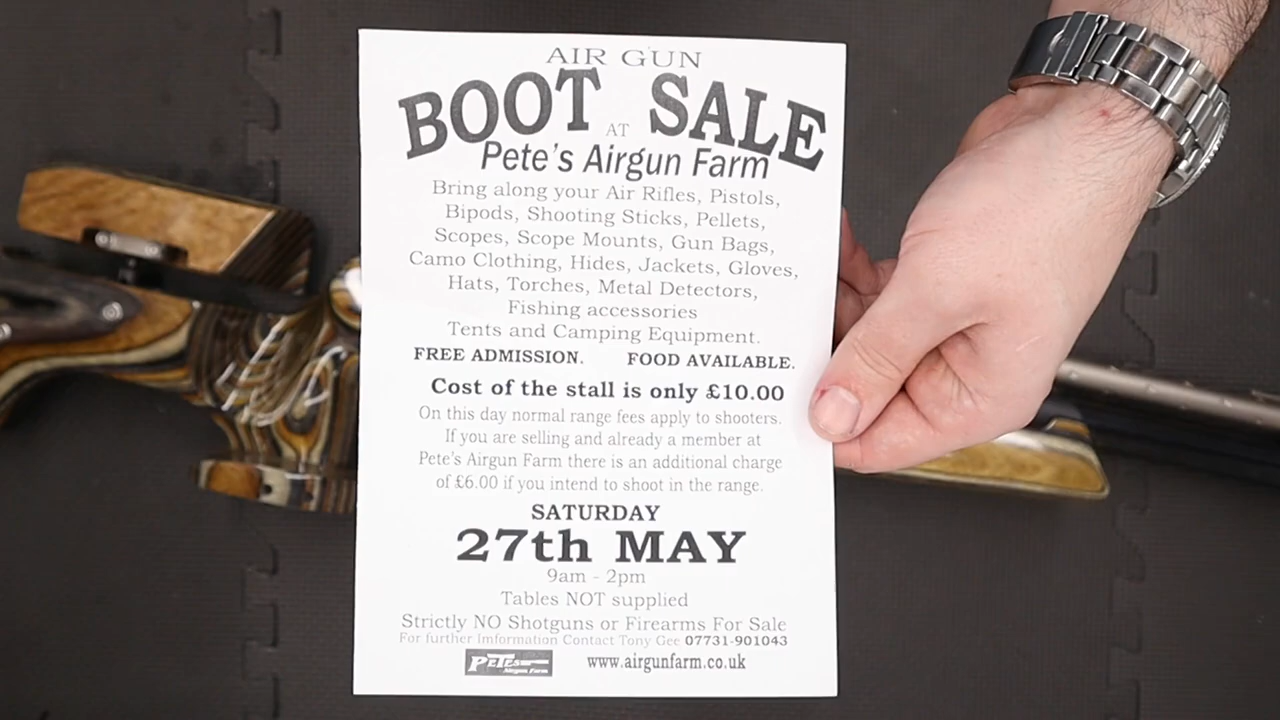 AIR GUN
BOOT SALE
AT
Pete's Airgun Farm
Bring along your Air Rifles, Pistols,
Bipods, Shooting Sticks, Pellets,
Scopes, Scope Mounts, Gun Bags,
Camo Clothing, Hides, Jackets, Gloves,
Hats, Torches, Metal Detectors,
Fishing accessories
Tents and Camping Equipment.
FREE ADMISSION. FOOD AVAILABLE.
Cost of the stall is only £10.00
On this day normal range fees apply to shooters.
If you are selling and already a member at
Pete's Airgun Farm there is an additional charge
of £6.00 if you intend to shoot in the range.
SATURDAY
27th MAY
9am - 2pm
Tables NOT supplied
Strictly NO Shotguns or Firearms For Sale
For further Imformation Contact Tony Gee 07731-901043
PETES Airgun Farm
www.airgunfarm.co.uk